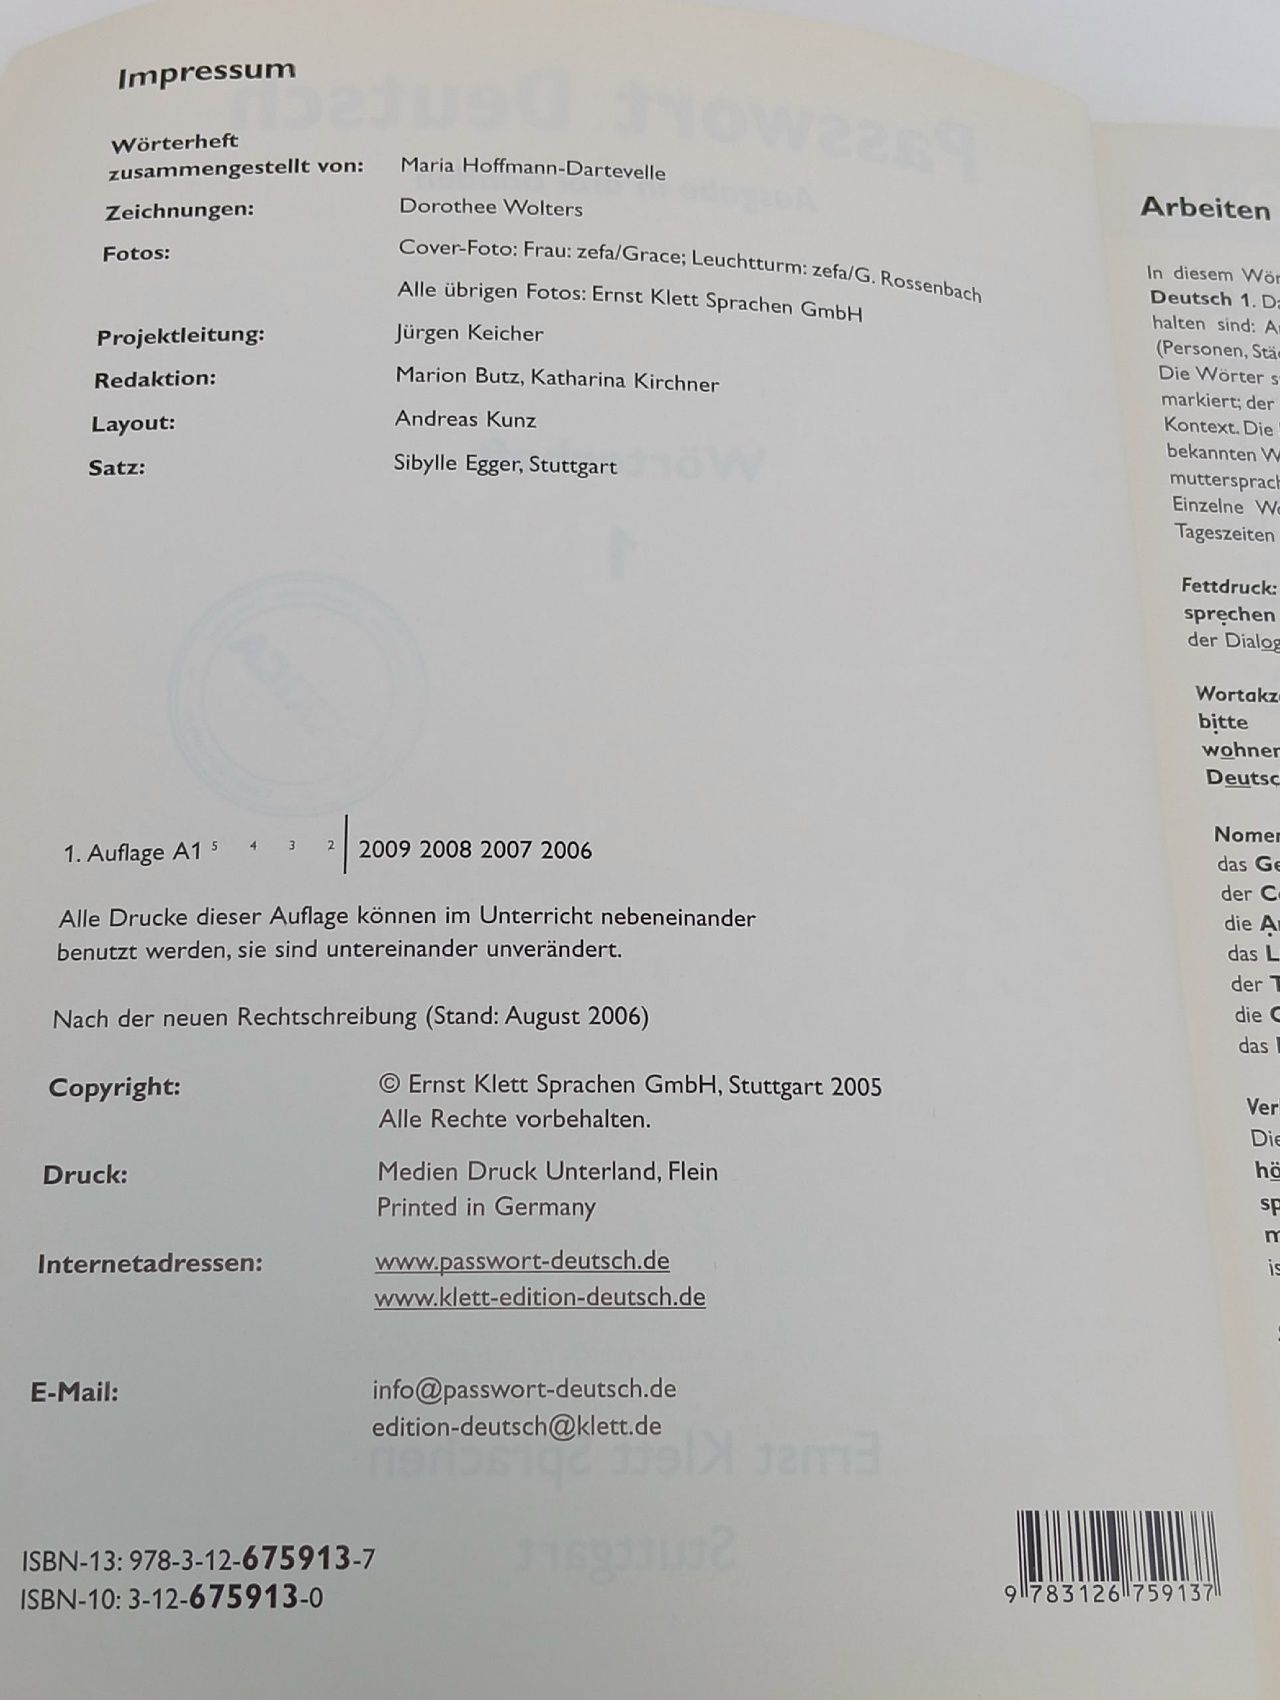 Impressum
Wörterheft
zusammengestellt von: Maria Hoffmann-Dartevelle
Zeichnungen: Dorothee Wolters
Fotos: Cover-Foto: Frau: zefa/Grace; Leuchtturm: zefa/G. Rossenbach
Alle übrigen Fotos: Ernst Klett Sprachen GmbH
Projektleitung: Jürgen Keicher
Redaktion: Marion Butz, Katharina Kirchner
Layout: Andreas Kunz
Satz: Sibylle Egger, Stuttgart
1. Auflage A1 5 4 3 2 | 2009 2008 2007 2006
Alle Drucke dieser Auflage können im Unterricht nebeneinander
benutzt werden, sie sind untereinander unverändert.
Nach der neuen Rechtschreibung (Stand: August 2006)
Copyright: © Ernst Klett Sprachen GmbH, Stuttgart 2005
Alle Rechte vorbehalten.
Druck: Medien Druck Unterland, Flein
Printed in Germany
Internetadressen: www.passwort-deutsch.de
www.klett-edition-deutsch.de
E-Mail: info@passwort-deutsch.de
edition-deutsch@klett.de
ISBN-13: 978-3-12-675913-7
ISBN-10: 3-12-675913-0
9 783126 759137
Arbeiten
In diesem
Deutsch 1.
halten sind:
(Personen,
Die Wörter
markiert; der
Kontext. Die
bekannten
Einzelne
Tageszeiten
Fettdruck:
sprechen
der
bitte
das
der
die
das
der
die
das